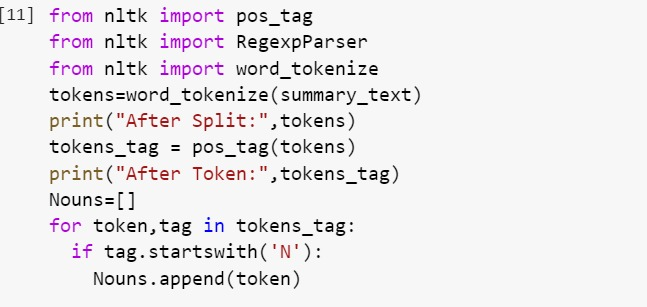 [11] from nltk import pos_tag
from nltk import RegexpParser
from nltk import word_tokenize
tokens=word_tokenize(summary_text)
print("After Split:",tokens)
tokens_tag = pos_tag(tokens)
print("After Token:",tokens_tag)
Nouns=[]
for token,tag in tokens_tag:
  if tag.startswith('N'):
    Nouns.append(token)